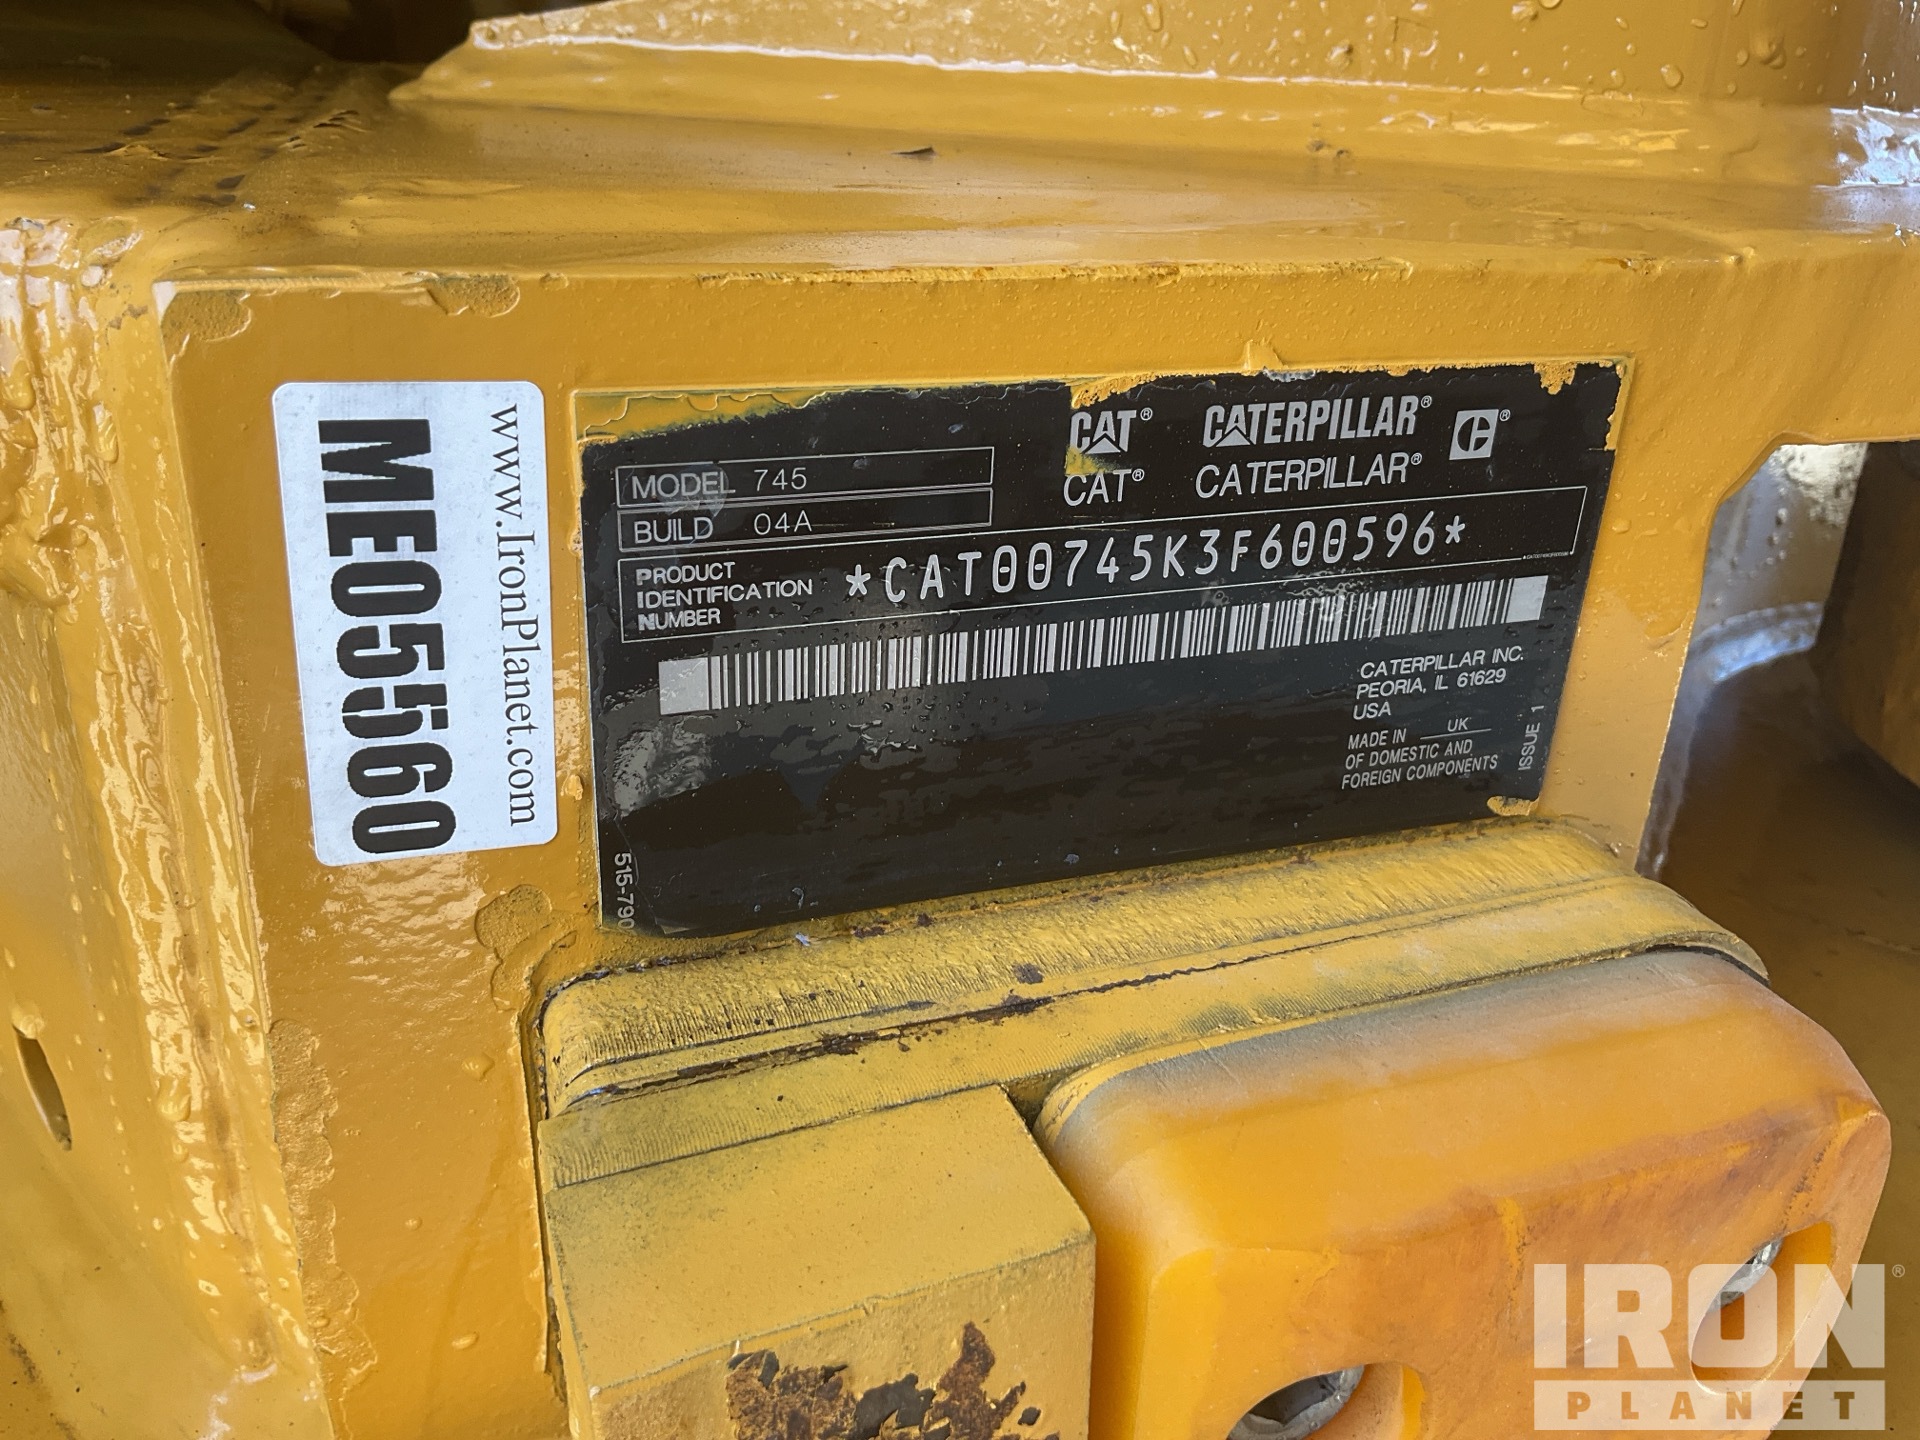 www.IronPlanet.com
ME05560
CAT® CATERPILLAR® C®
CAT® CATERPILLAR®
MODEL 745
BUILD 04A
PRODUCT
IDENTIFICATION
NUMBER
*CAT00745K3F600596*
*CAT00745K3F600596*
CATERPILLAR INC.
PEORIA, IL 61629
USA
MADE IN UK
OF DOMESTIC AND
FOREIGN COMPONENTS
ISSUE 1
515-790
IRON®
PLANET